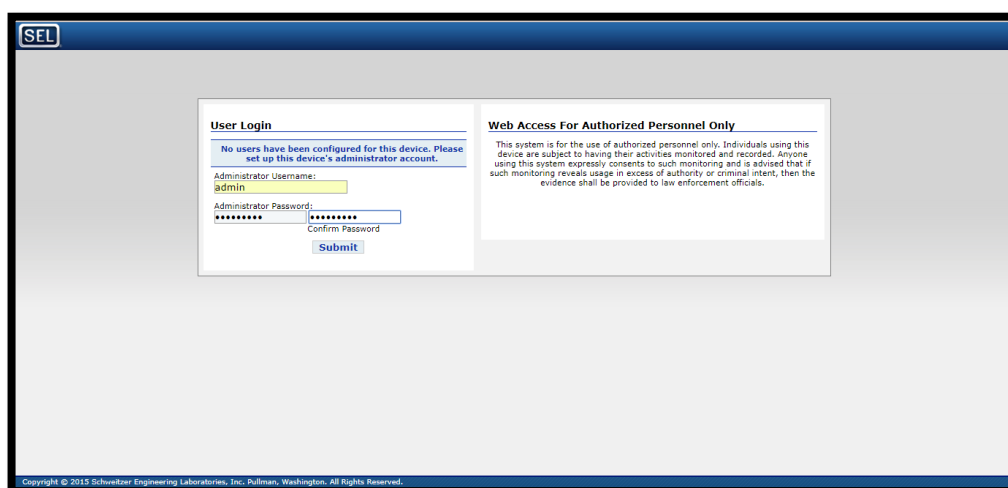 SEL
User Login
No users have been configured for this device. Please
set up this device's administrator account.
Administrator Username:
admin
Administrator Password:
••••••••• •••••••••
Confirm Password
Submit
Web Access For Authorized Personnel Only
This system is for the use of authorized personnel only. Individuals using this
device are subject to having their activities monitored and recorded. Anyone
using this system expressly consents to such monitoring and is advised that if
such monitoring reveals usage in excess of authority or criminal intent, then the
evidence shall be provided to law enforcement officials.
Copyright © 2015 Schweitzer Engineering Laboratories, Inc. Pullman, Washington. All Rights Reserved.